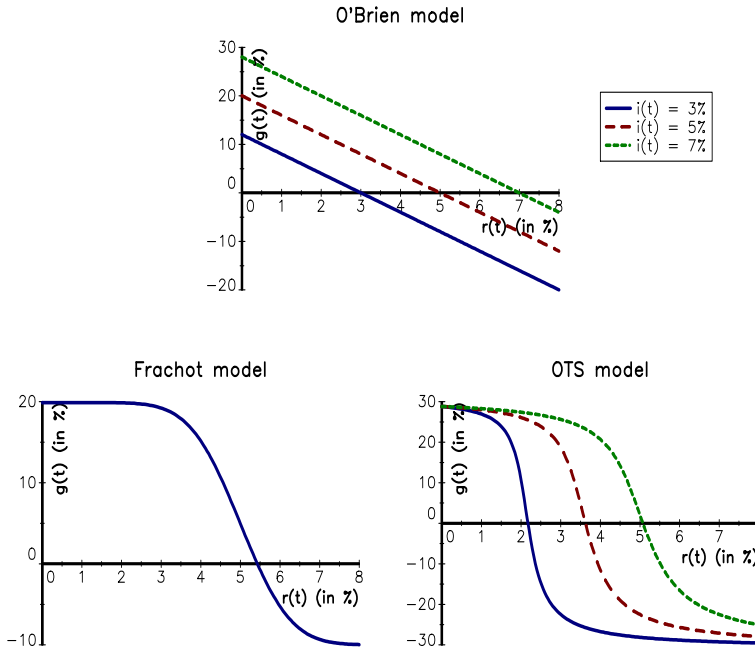 O'Brien model
30
20
10
0
−10
−20
g(t) (in %)
0 1 2 3 4 5 6 7 8
r(t) (in %)
i(t) = 3%
i(t) = 5%
i(t) = 7%
Frachot model
20
10
0
−10
g(t) (in %)
0 1 2 3 4 5 6 7 8
r(t) (in %)
OTS model
30
20
10
0
−10
−20
−30
g(t) (in %)
0 1 2 3 4 5 6 7
r(t) (in %)